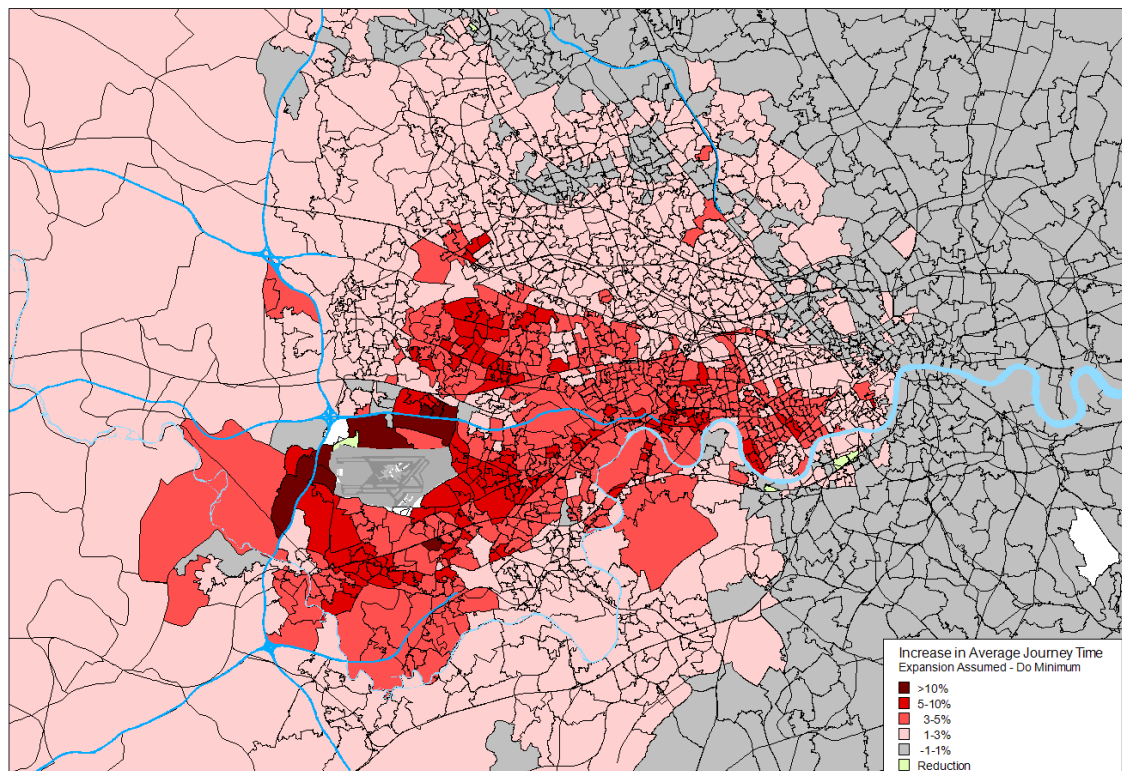 Increase in Average Journey Time
Expansion Assumed - Do Minimum
>10%
5-10%
3-5%
1-3%
-1-1%
Reduction